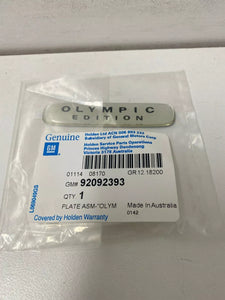 OLYMPIC
EDITION
Genuine
Holden Ltd ACN 006 893 232
Subsidiary of General Motors Corp.
Holden Service Parts Operations
Princes Highway Dandenong
Victoria 3175 Australia
GM
01114 08170
GR 12.18200
GM# 92092393
QTY 1
PLATE ASM-"OLYM
Made in Australia
0142
Covered by Holden Warranty